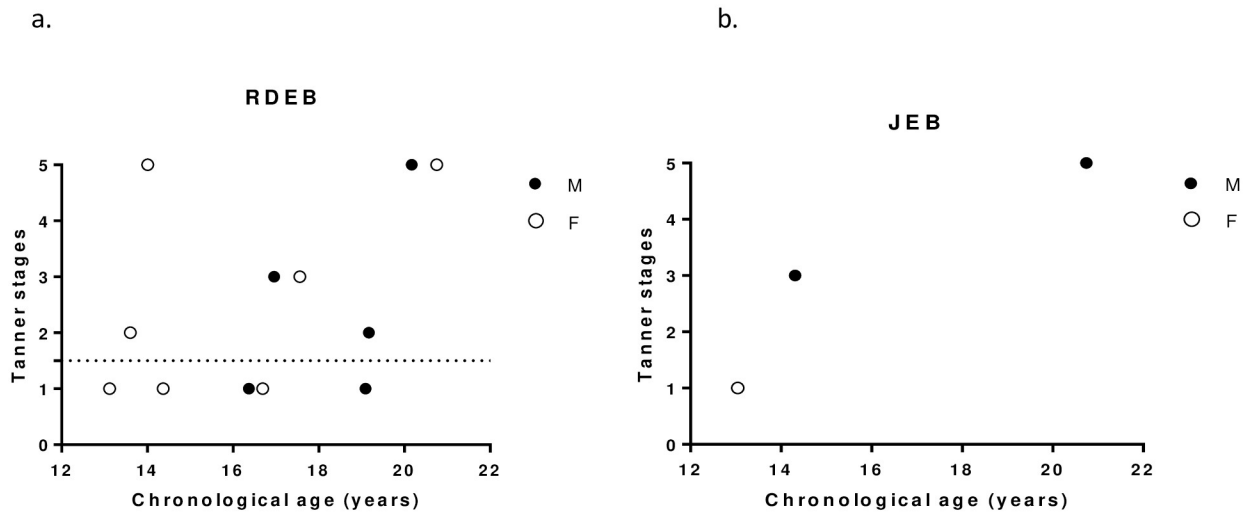 a.
RDEB
5
4
3
2
1
0
12 14 16 18 20 22
Tanner stages
Chronological age (years)
M
F
b.
JEB
5
4
3
2
1
0
12 14 16 18 20 22
Tanner stages
Chronological age (years)
M
F